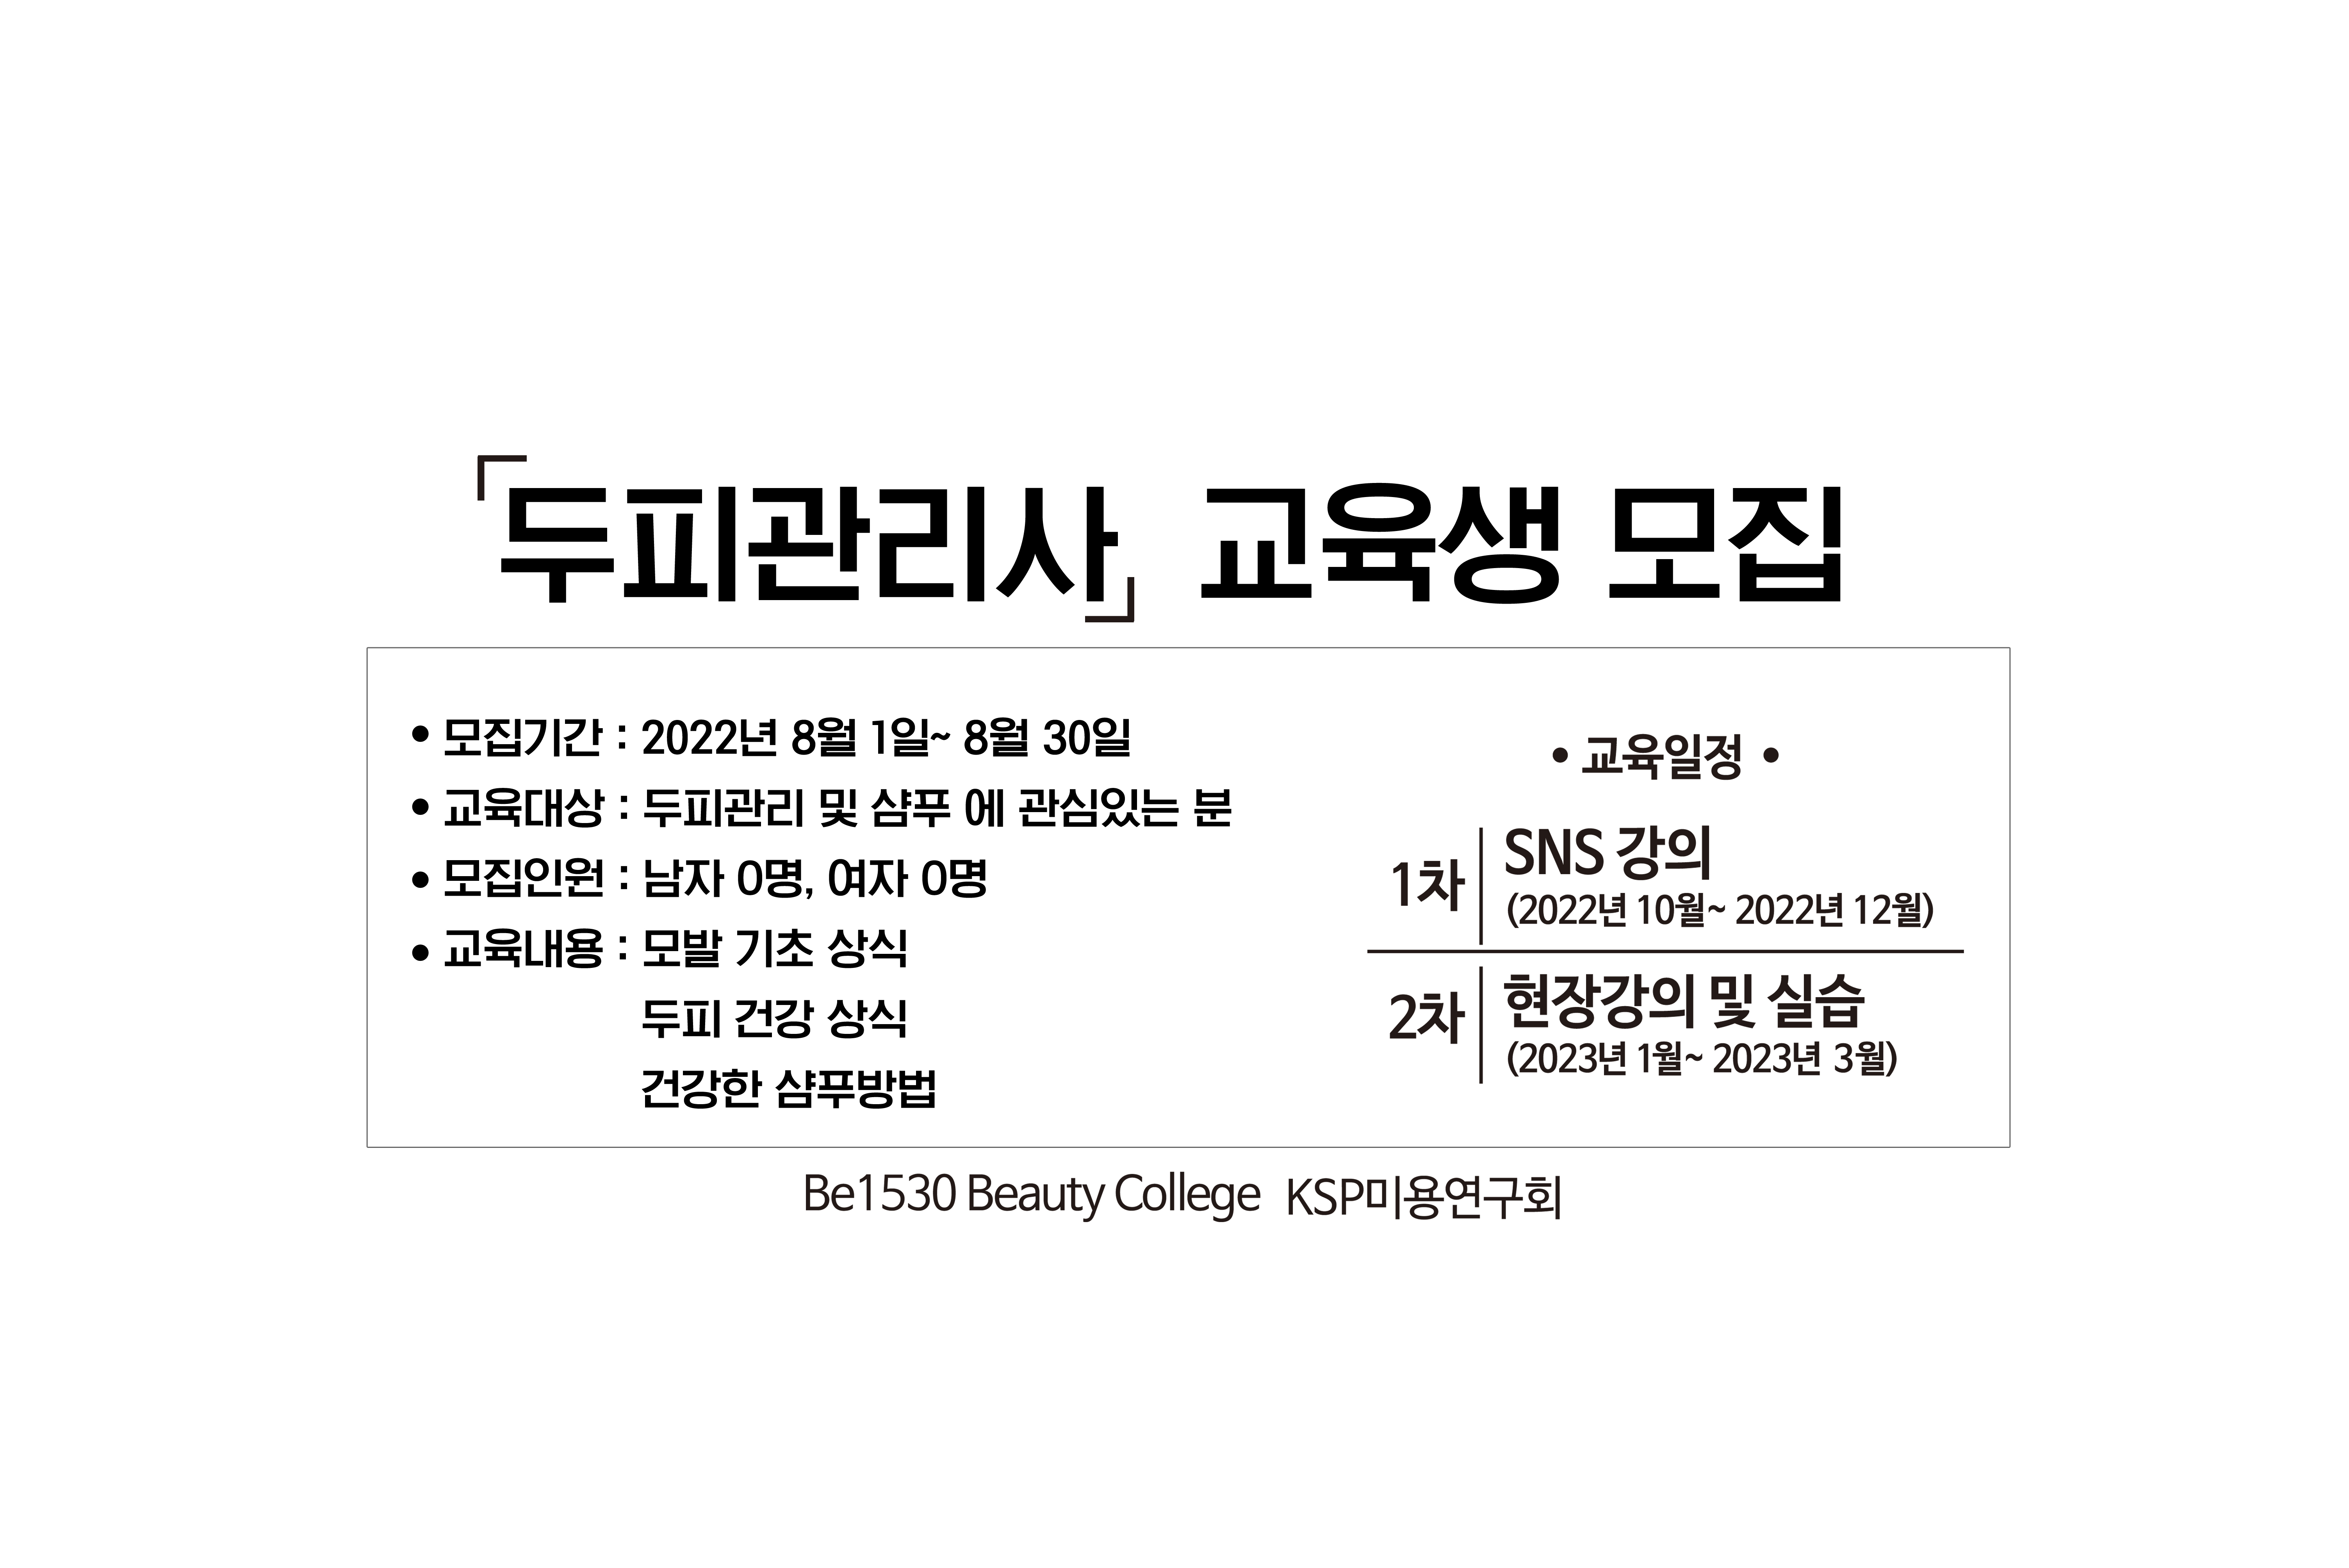 「두피관리사」 교육생 모집
• 모집기간 : 2022년 8월 1일~ 8월 30일
• 교육대상 : 두피관리 및 샴푸 에 관심있는 분
• 모집인원 : 남자 0명, 여자 0명
• 교육내용 : 모발 기초 상식
두피 건강 상식
건강한 샴푸방법
• 교육일정 •
1차 SNS 강의
(2022년 10월~ 2022년 12월)
2차 현장강의 및 실습
(2023년 1월~ 2023년 3월)
Be1530 Beauty College KSP미용연구회